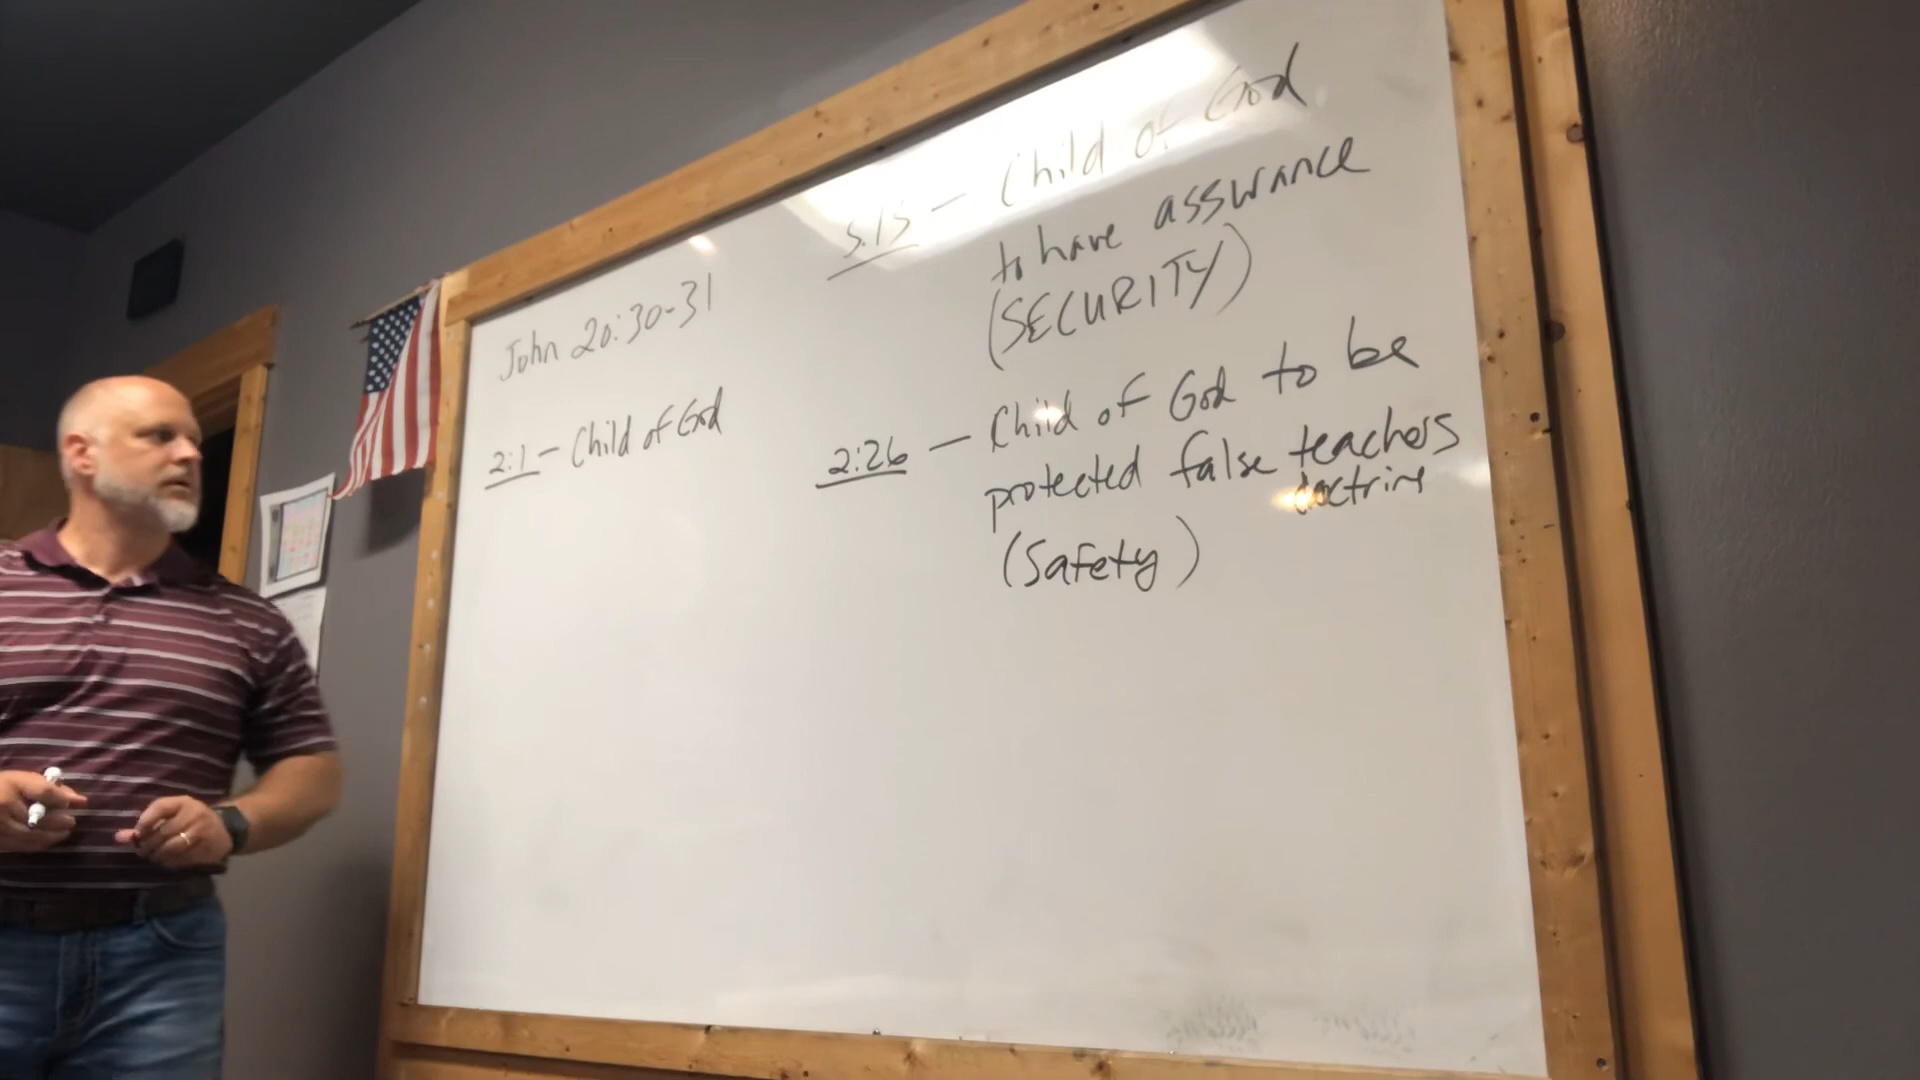 John 20:30-31
2:1 - Child of God
5:13 - Child of God
to have assurance
(SECURITY)
2:26 - Child of God to be
protected false teachers
doctrine
(Safety)